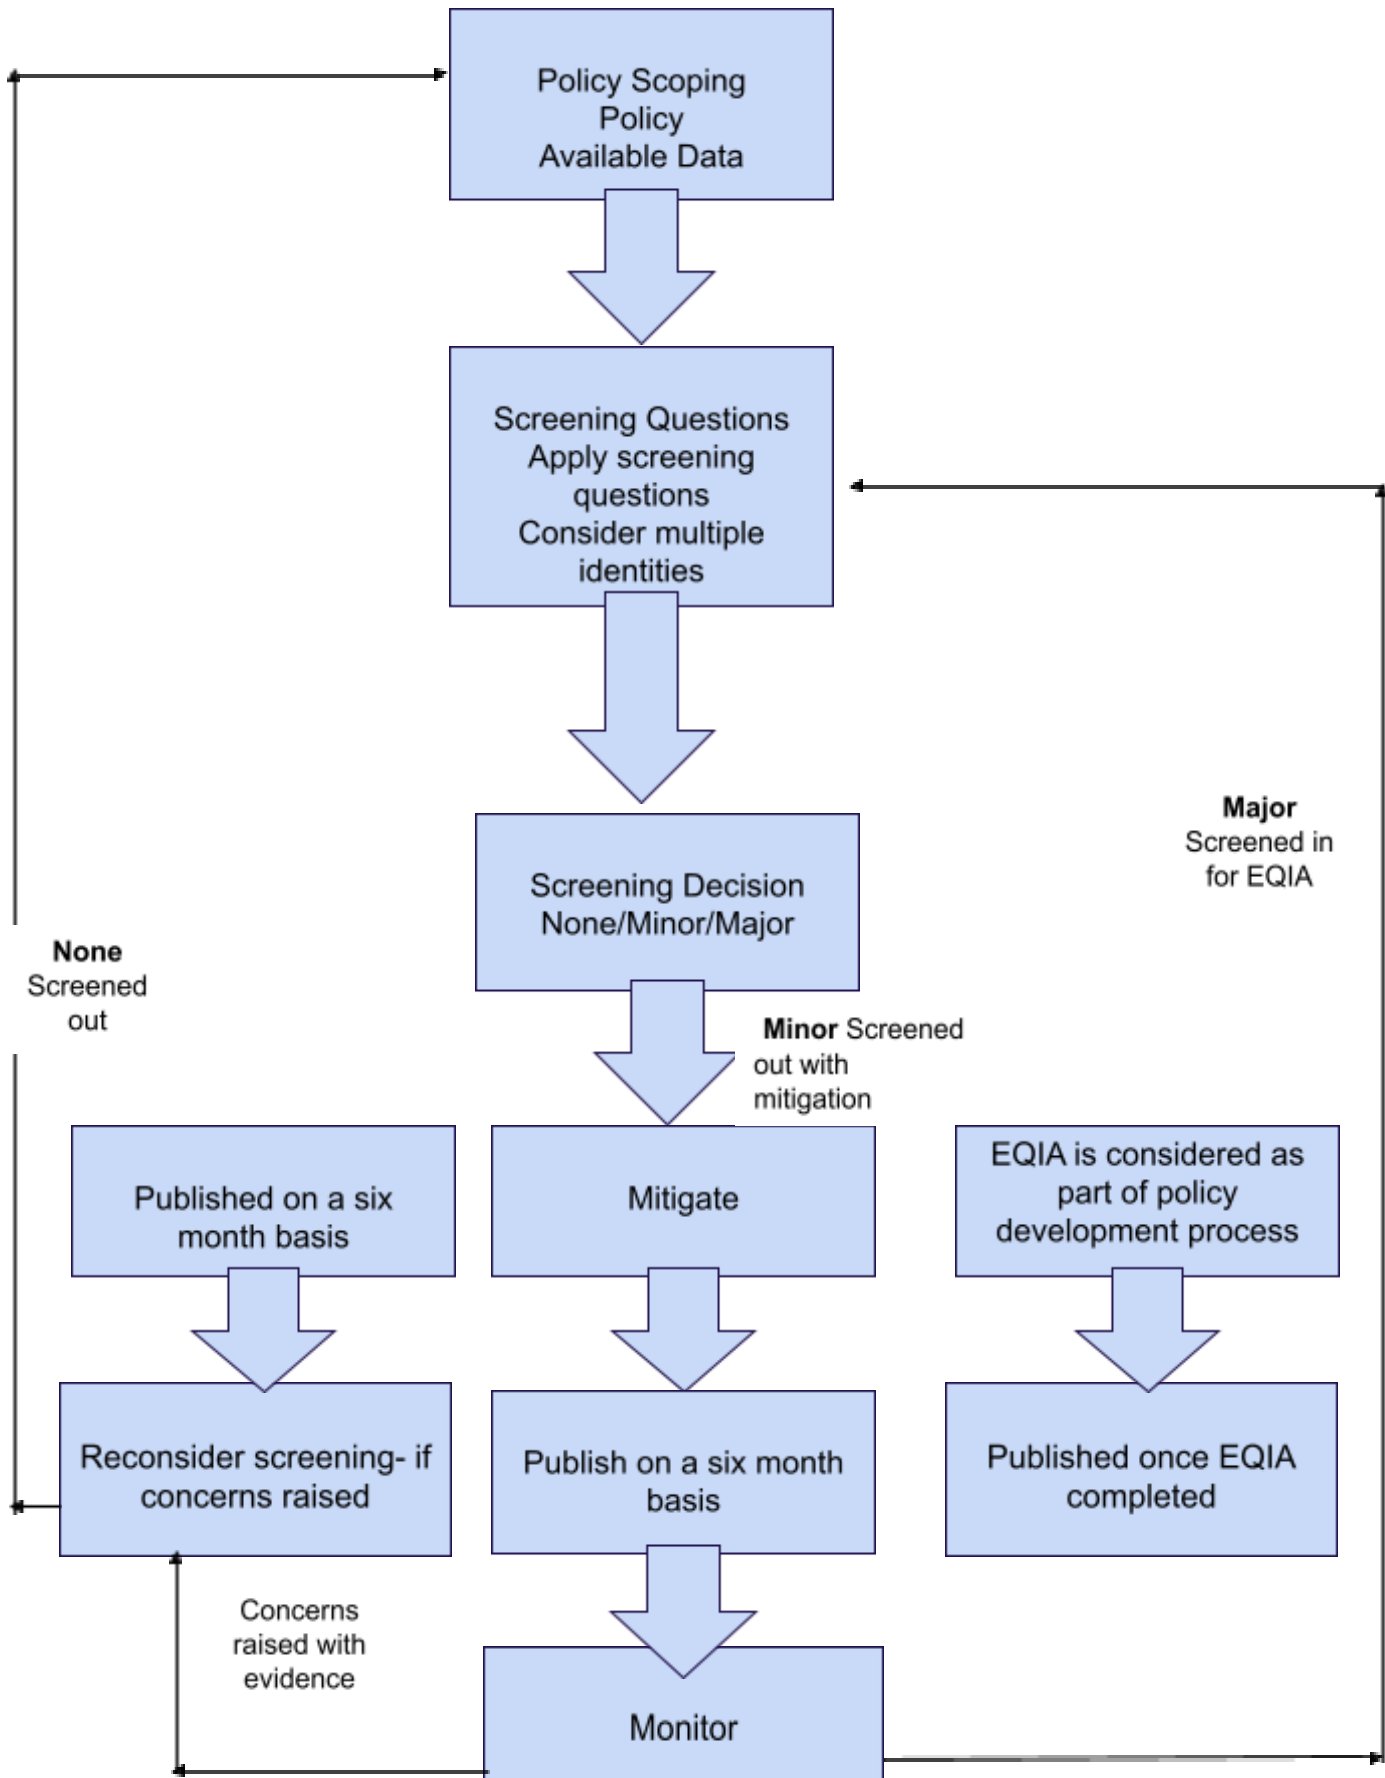 Policy Scoping
Policy
Available Data
Screening Questions
Apply screening
questions
Consider multiple
identities
Major
Screened in
for EQIA
Screening Decision
None/Minor/Major
None
Screened
out
Minor Screened
out with
mitigation
Published on a six
month basis
Mitigate
EQIA is considered as
part of policy
development process
Reconsider screening- if
concerns raised
Publish on a six month
basis
Published once EQIA
completed
Concerns
raised with
evidence
Monitor